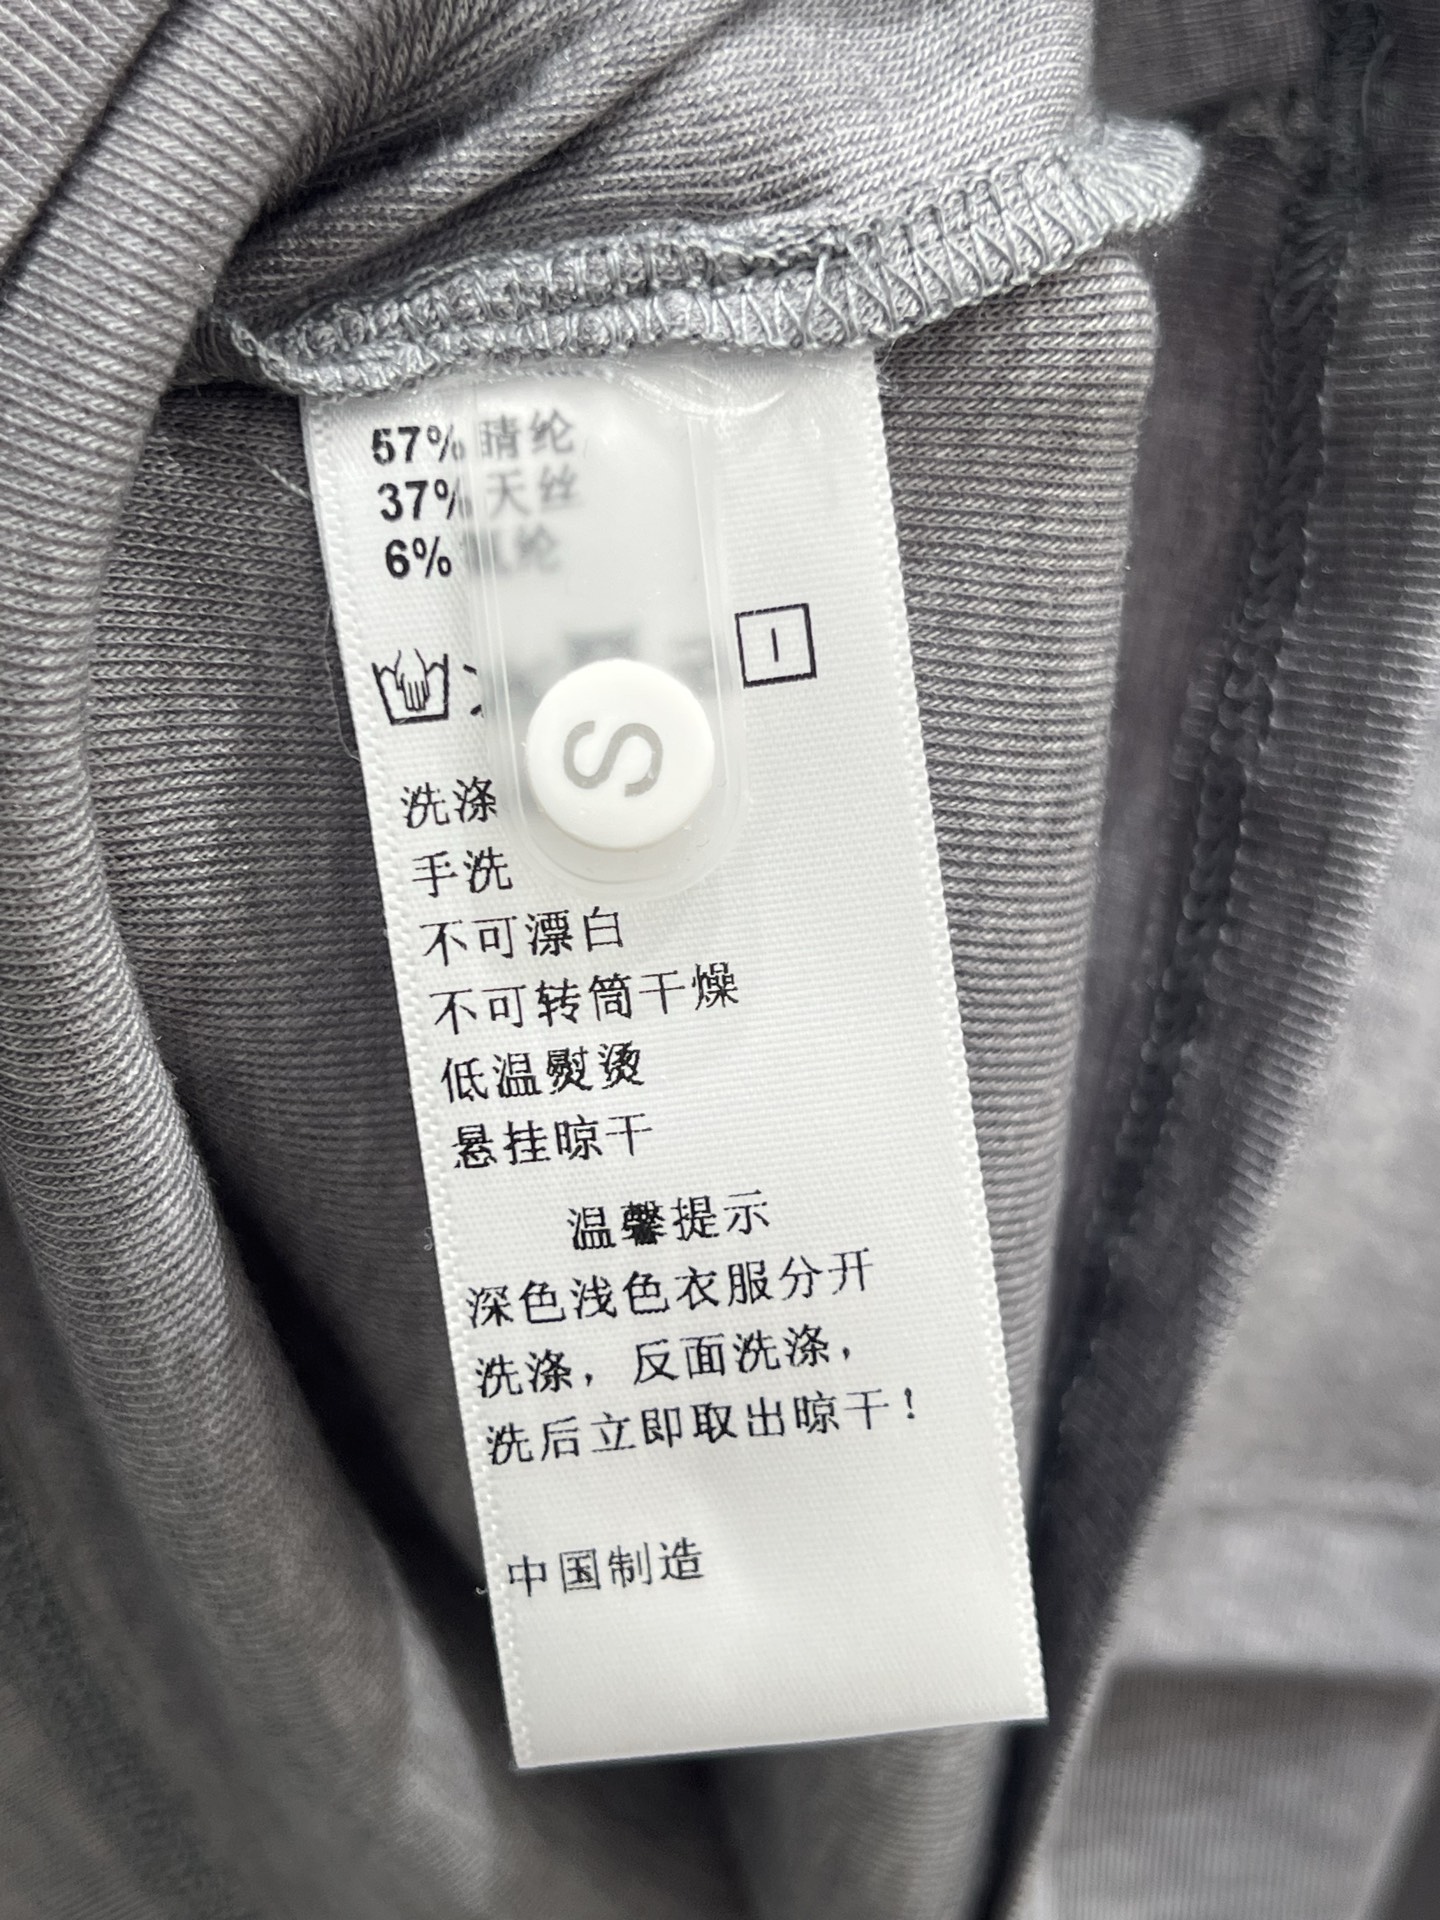 57% 腈纶
37% 天丝
6% 氨纶
S
洗涤
手洗
不可漂白
不可转筒干燥
低温熨烫
悬挂晾干
温馨提示
深色浅色衣服分开
洗涤，反面洗涤，
洗后立即取出晾干！
中国制造